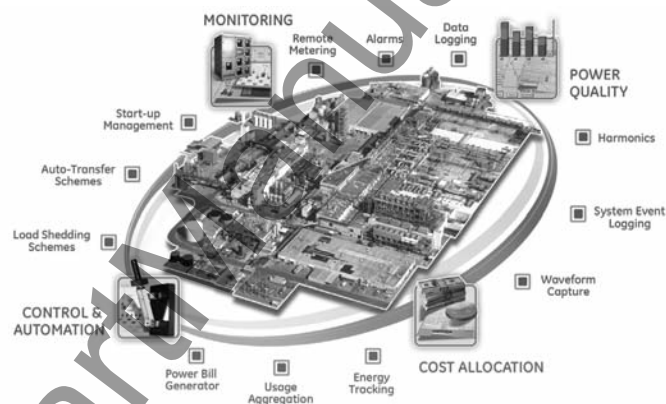 MONITORING
Remote
Metering
Alarms
Data
Logging
POWER
QUALITY
Start-up
Management
Harmonics
Auto-Transfer
Schemes
System Event
Logging
Load Shedding
Schemes
Waveform
Capture
CONTROL &
AUTOMATION
COST ALLOCATION
Power Bill
Generator
Usage
Aggregation
Energy
Tracking